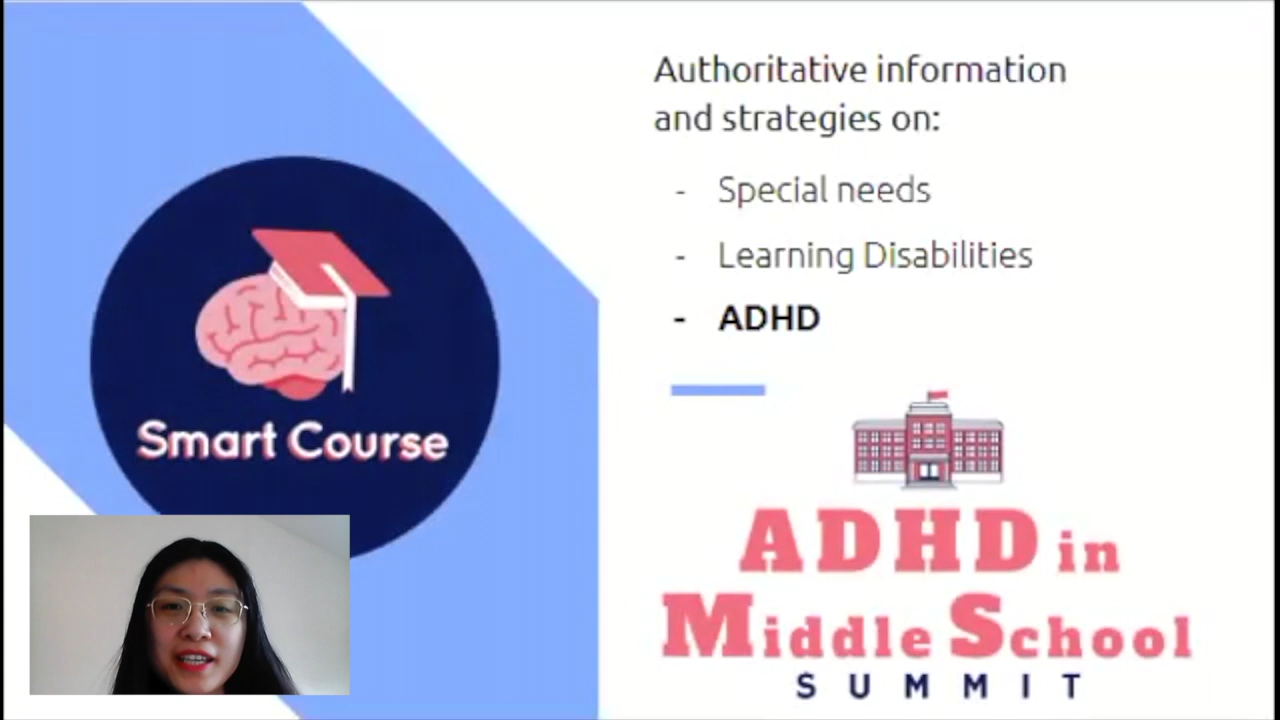 Authoritative information
and strategies on:
- Special needs
- Learning Disabilities
- ADHD
Smart Course
ADHD in
Middle School
SUMMIT